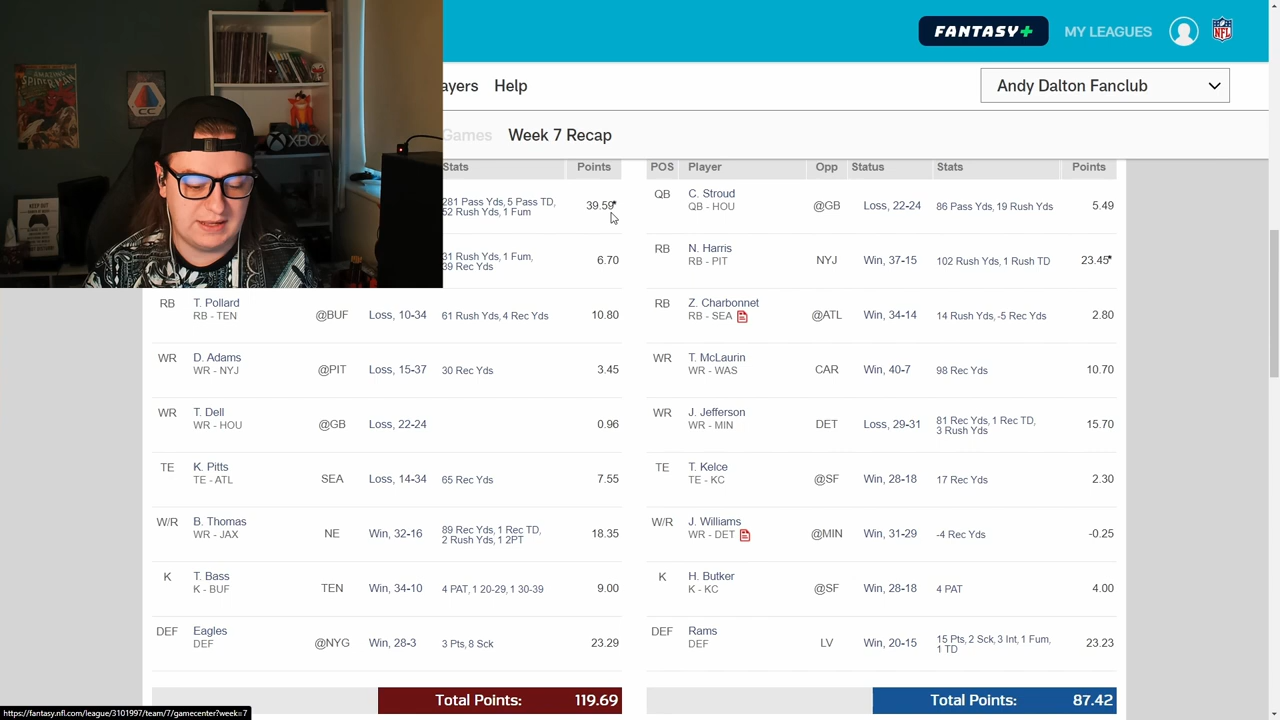 FANTASY+
MY LEAGUES
NFL
ayers Help
Andy Dalton Fanclub
Games Week 7 Recap
Stats Points
281 Pass Yds, 5 Pass TD,
52 Rush Yds, 1 Fum
39.59*
31 Rush Yds, 1 Fum,
39 Rec Yds
6.70
RB T. Pollard
RB - TEN
@BUF Loss, 10-34 61 Rush Yds, 4 Rec Yds 10.80
WR D. Adams
WR - NYJ
@PIT Loss, 15-37 30 Rec Yds 3.45
WR T. Dell
WR - HOU
@GB Loss, 22-24 0.96
TE K. Pitts
TE - ATL
SEA Loss, 14-34 65 Rec Yds 7.55
W/R B. Thomas
WR - JAX
NE Win, 32-16 89 Rec Yds, 1 Rec TD,
2 Rush Yds, 1 2PT
18.35
K T. Bass
K - BUF
TEN Win, 34-10 4 PAT, 1 20-29, 1 30-39 9.00
DEF Eagles
DEF
@NYG Win, 28-3 3 Pts, 8 Sck 23.29
Total Points: 119.69
POS Player Opp Status Stats Points
QB C. Stroud
QB - HOU
@GB Loss, 22-24 86 Pass Yds, 19 Rush Yds 5.49
RB N. Harris
RB - PIT
NYJ Win, 37-15 102 Rush Yds, 1 Rush TD 23.45*
RB Z. Charbonnet
RB - SEA
@ATL Win, 34-14 14 Rush Yds, -5 Rec Yds 2.80
WR T. McLaurin
WR - WAS
CAR Win, 40-7 98 Rec Yds 10.70
WR J. Jefferson
WR - MIN
DET Loss, 29-31 81 Rec Yds, 1 Rec TD,
3 Rush Yds
15.70
TE T. Kelce
TE - KC
@SF Win, 28-18 17 Rec Yds 2.30
W/R J. Williams
WR - DET
@MIN Win, 31-29 -4 Rec Yds -0.25
K H. Butker
K - KC
@SF Win, 28-18 4 PAT 4.00
DEF Rams
DEF
LV Win, 20-15 15 Pts, 2 Sck, 3 Int, 1 Fum,
1 TD
23.23
Total Points: 87.42
https://fantasy.nfl.com/league/3101997/team/7/gamecenter?week=7
XBOX
CC
SPIDER-MAN